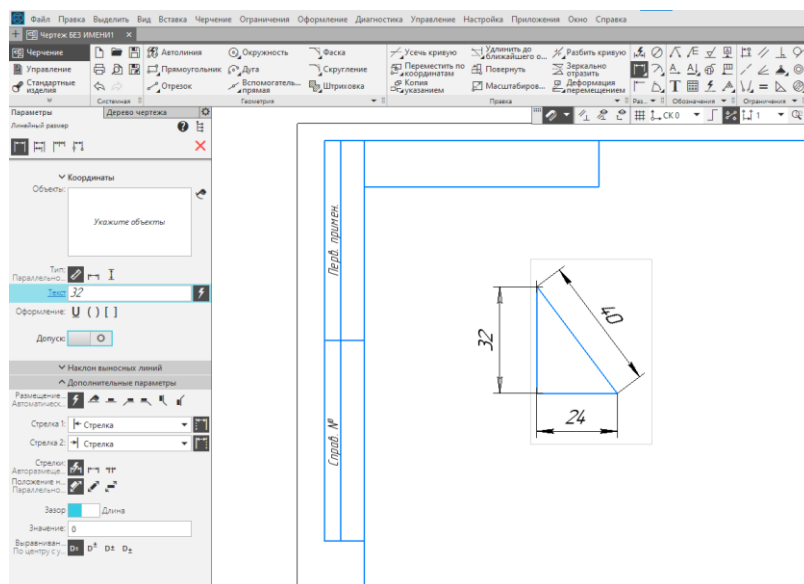 Файл Правка Выделить Вид Вставка Черчение Ограничения Оформление Диагностика Управление Настройка Приложения Окно Справка
Чертеж БЕЗ ИМЕНИ1
Черчение
Управление
Стандартные изделия
Системная
Автолиния
Прямоугольник
Отрезок
Окружность
Дуга
Вспомогатель... прямая
Фаска
Скругление
Штриховка
Геометрия
Усечь кривую
Переместить по координатам
Копия указанием
Удлинить до ближайшего о...
Повернуть
Масштабиров...
Разбить кривую
Зеркально отразить
Деформация перемещением
Правка
Раз...
Обозначения
Ограничения
Параметры
Дерево чертежа
СК 0
1
Линейный размер
Координаты
Объекты:
Укажите объекты
Тип:
Параллельно...
Текст 32
Оформление: U ( ) [ ]
Допуск:
Наклон выносных линий
Дополнительные параметры
Размещение...
Автоматическ...
Стрелка 1: Стрелка
Стрелка 2: Стрелка
Стрелки:
Авторазмеще...
Положение н...
Параллельно...
Зазор Длина
Значение: 0
Выравниван...
По центру с у...
Перв. примен.
Справ. №
32
40
24